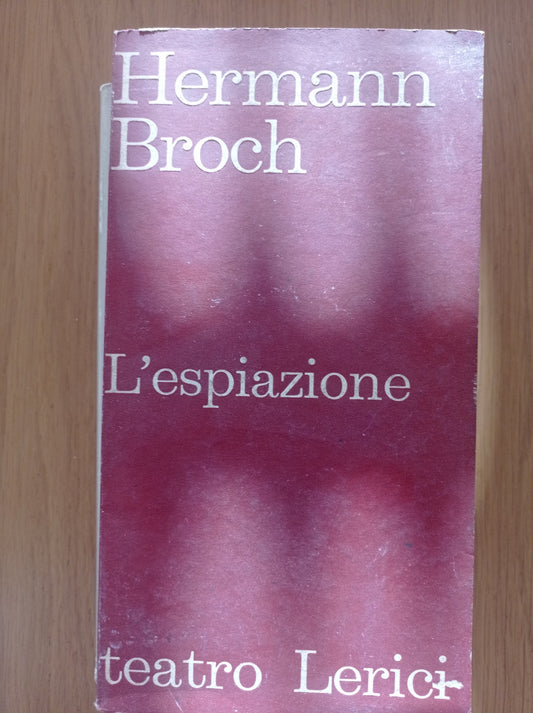 Hermann
Broch
L'espiazione
teatro Lerici